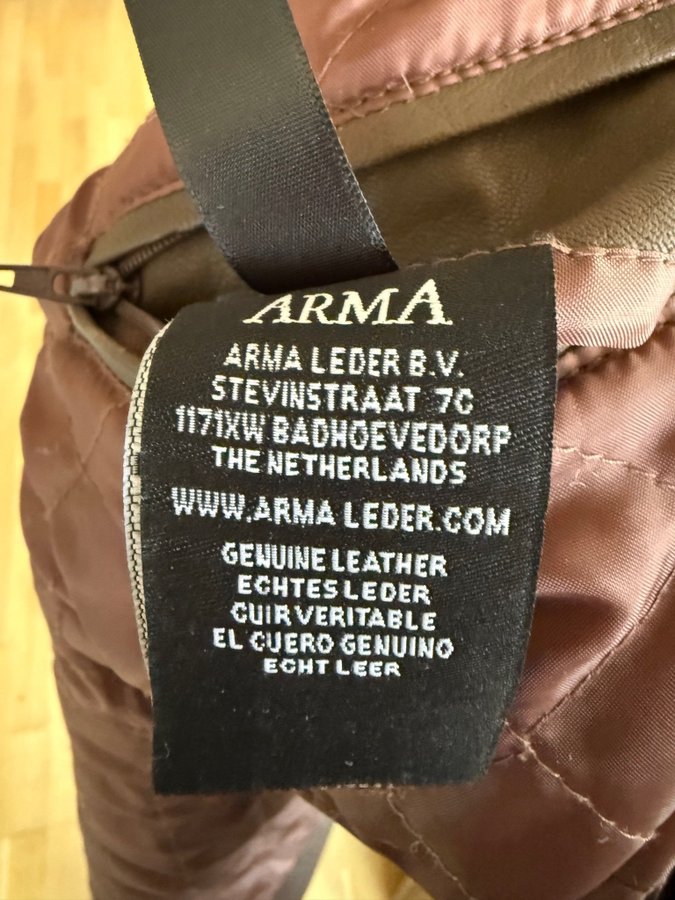 ARMA
ARMA LEDER B.V.
STEVINSTRAAT 7C
1171XW BADHOEVEDORP
THE NETHERLANDS
WWW.ARMA LEDER.COM
GENUINE LEATHER
ECHTES LEDER
CUIR VERITABLE
EL CUERO GENUINO
ECHT LEER